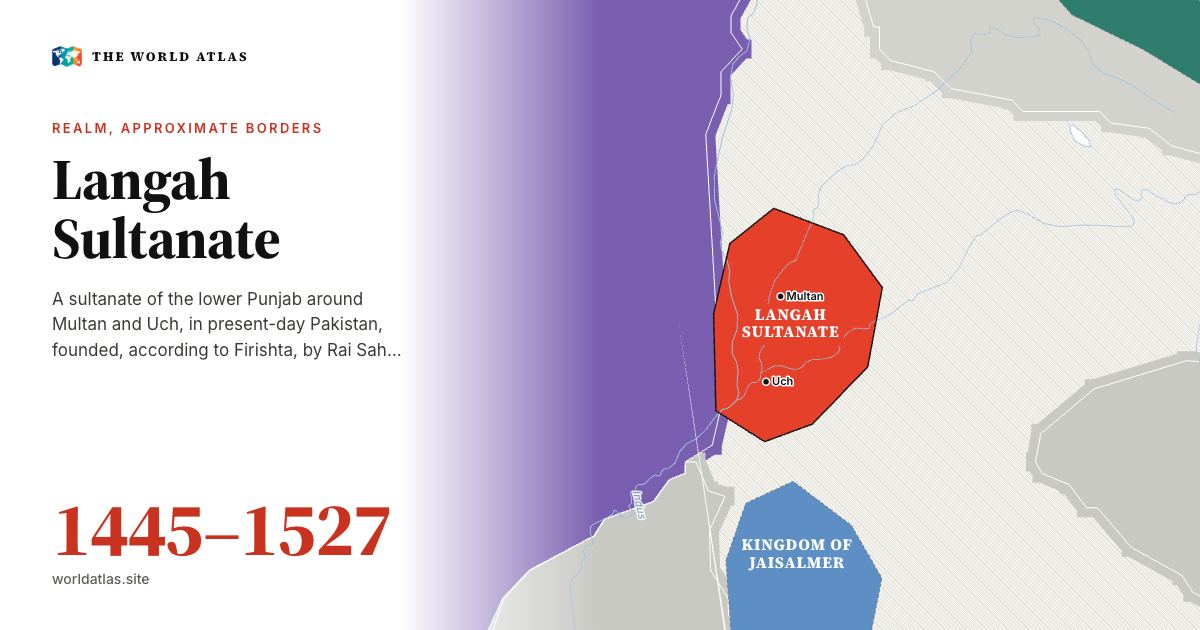 THE WORLD ATLAS
REALM, APPROXIMATE BORDERS
Langah
Sultanate
A sultanate of the lower Punjab around
Multan and Uch, in present-day Pakistan,
founded, according to Firishta, by Rai Sah...
1445–1527
worldatlas.site
Multan
LANGAH
SULTANATE
Uch
Indus
KINGDOM OF
JAISALMER